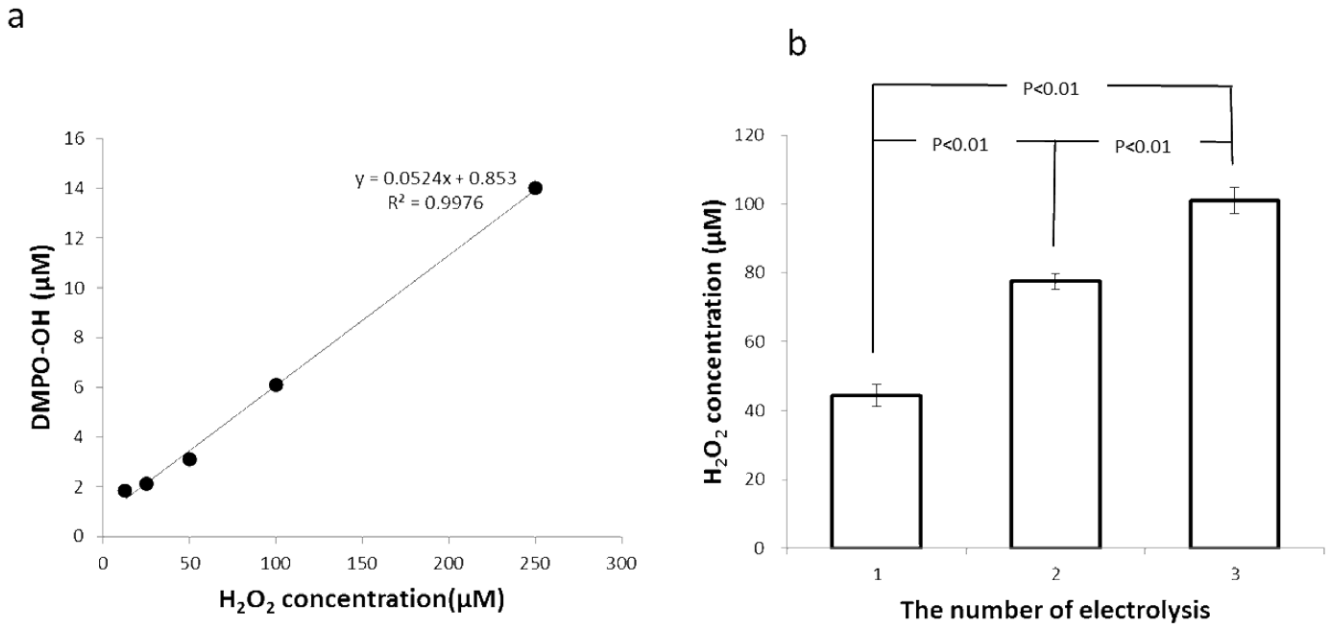 a
16
14
12
10
8
6
4
2
0
DMPO-OH (μM)
y = 0.0524x + 0.853
R² = 0.9976
0 50 100 150 200 250 300
H₂O₂ concentration(μM)
b
P<0.01
P<0.01 P<0.01
120
100
80
60
40
20
0
H₂O₂ concentration (μM)
1 2 3
The number of electrolysis